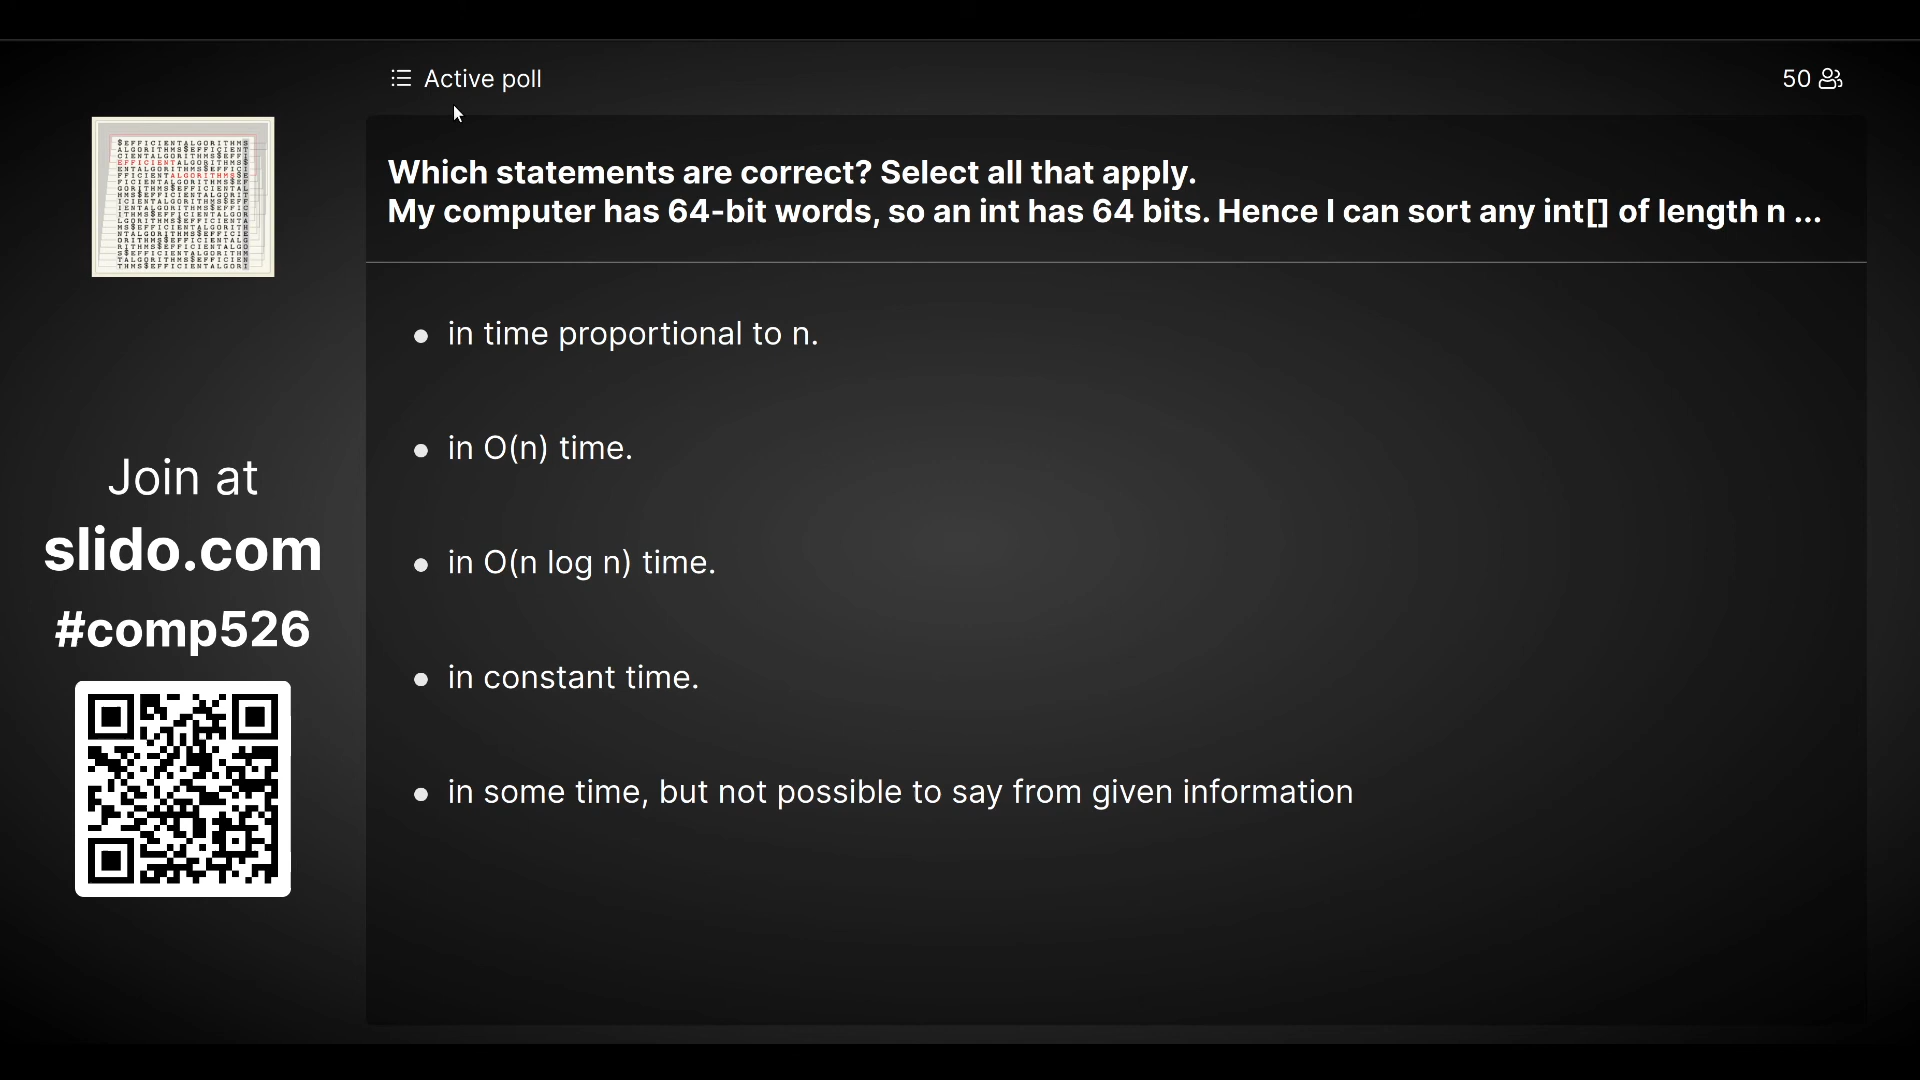 Active poll
50
Which statements are correct? Select all that apply.
My computer has 64-bit words, so an int has 64 bits. Hence I can sort any int[] of length n ...
in time proportional to n.
in O(n) time.
in O(n log n) time.
in constant time.
in some time, but not possible to say from given information
Join at
slido.com
#comp526